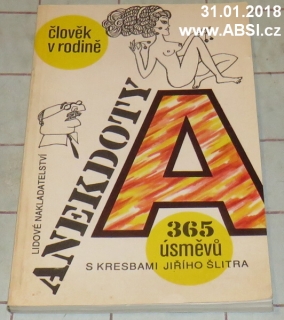 31.01.2018
www.ABSI.cz
člověk
v rodině
ANEKDOTY
A
LIDOVÉ NAKLADATELSTVÍ
365
úsměvů
S KRESBAMI JIŘÍHO ŠLITRA